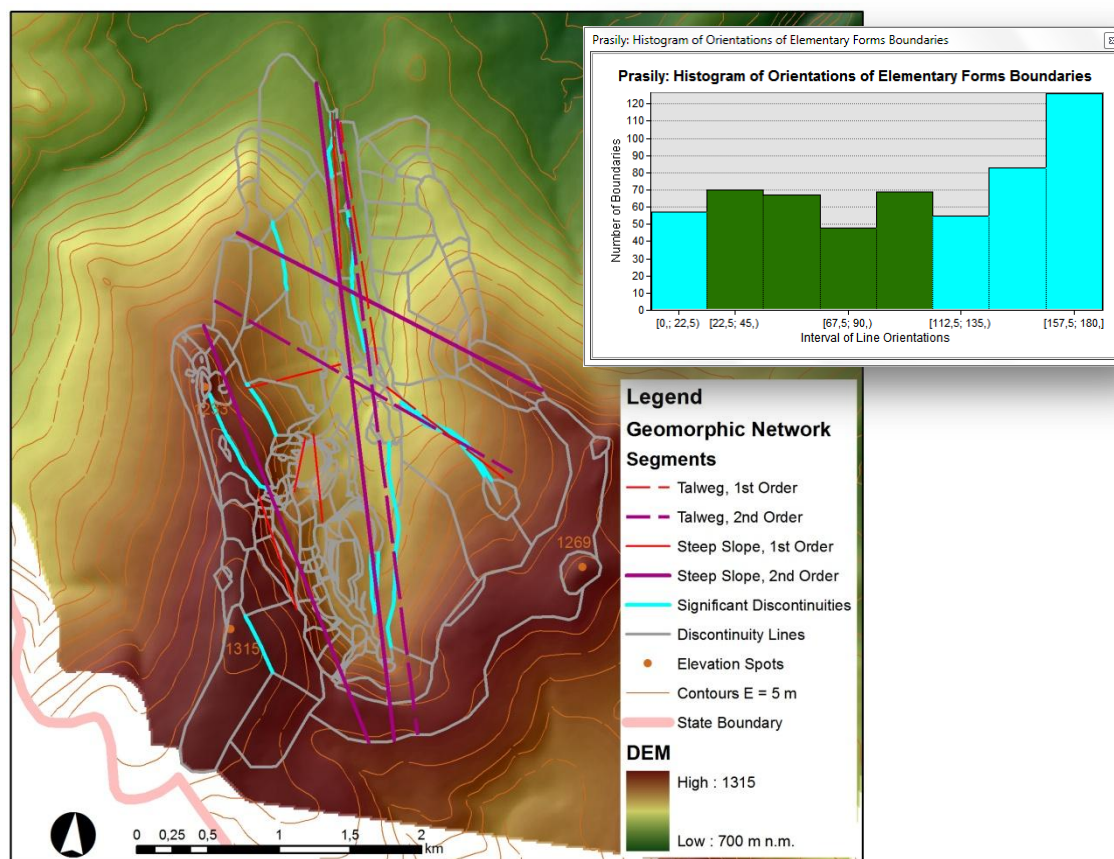 Prasily: Histogram of Orientations of Elementary Forms Boundaries
Prasily: Histogram of Orientations of Elementary Forms Boundaries
Number of Boundaries
120
110
100
90
80
70
60
50
40
30
20
10
0
[0,; 22,5) [22,5; 45,) [67,5; 90,) [112,5; 135,) [157,5; 180,]
Interval of Line Orientations
1269
1315
Legend
Geomorphic Network
Segments
Talweg, 1st Order
Talweg, 2nd Order
Steep Slope, 1st Order
Steep Slope, 2nd Order
Significant Discontinuities
Discontinuity Lines
Elevation Spots
Contours E = 5 m
State Boundary
DEM
High : 1315
Low : 700 m n.m.
0 0,25 0,5 1 1,5 2
km